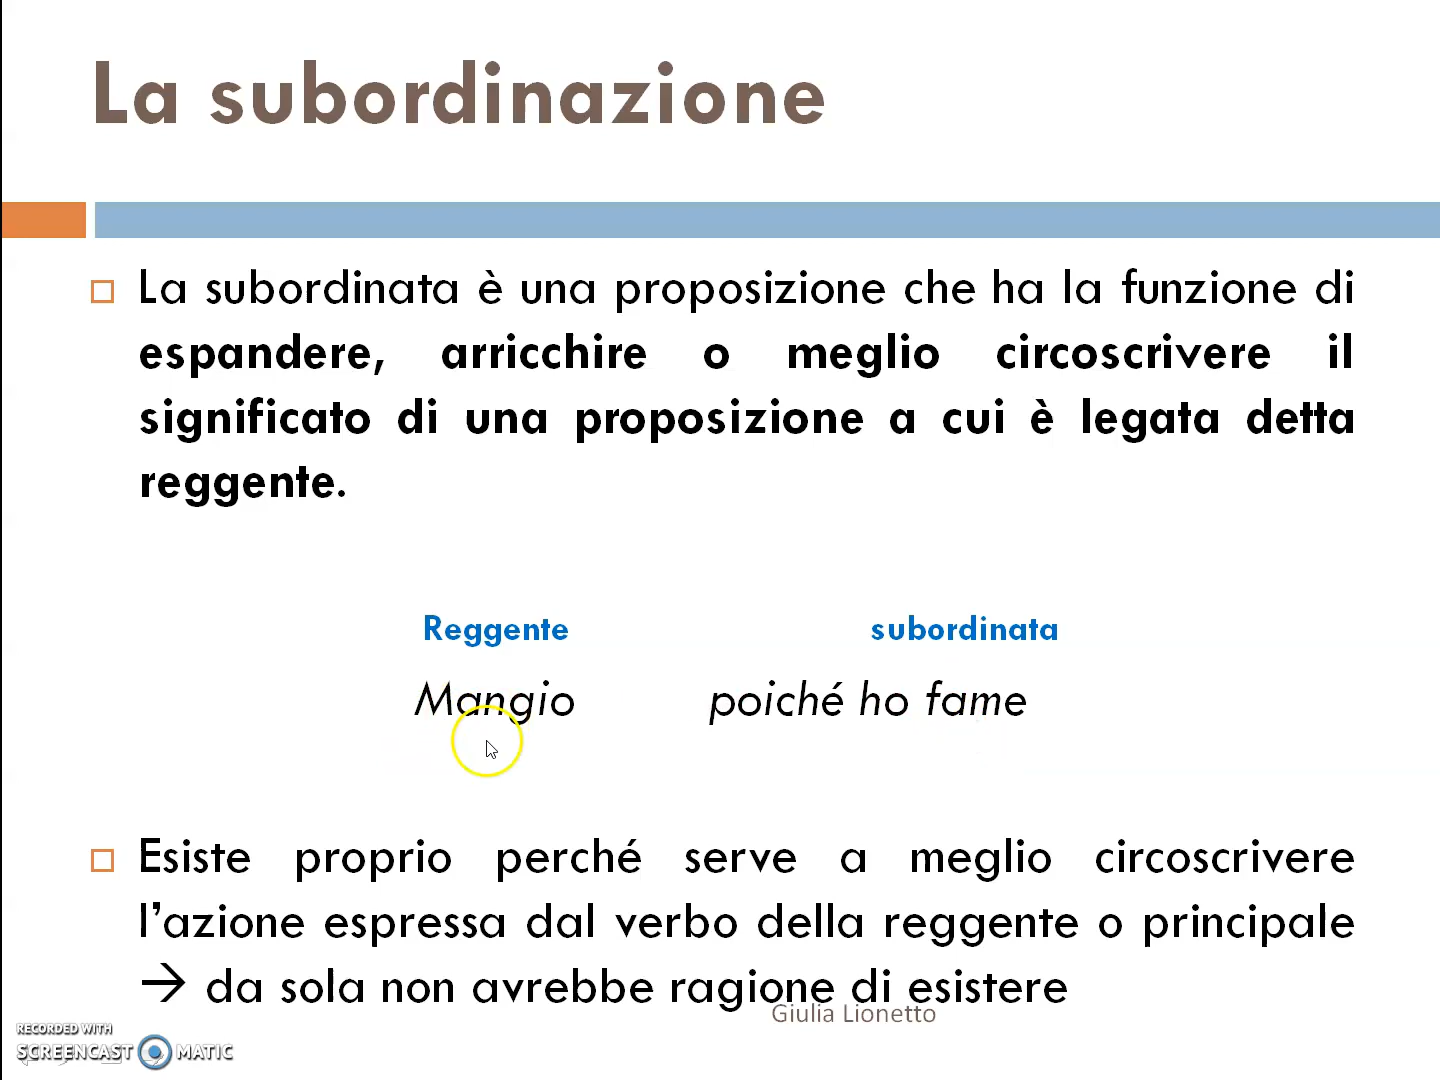 La subordinazione
La subordinata è una proposizione che ha la funzione di
espandere, arricchire o meglio circoscrivere il
significato di una proposizione a cui è legata detta
reggente.
Reggente subordinata
Mangio poiché ho fame
Esiste proprio perché serve a meglio circoscrivere
l’azione espressa dal verbo della reggente o principale
→ da sola non avrebbe ragione di esistere
Giulia Lionetto
RECORDED WITH
SCREENCAST MATIC